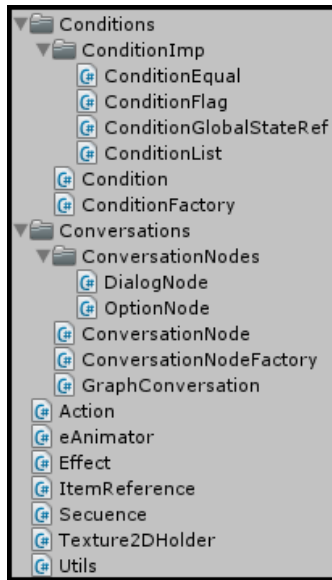 Conditions
ConditionImp
ConditionEqual
ConditionFlag
ConditionGlobalStateRef
ConditionList
Condition
ConditionFactory
Conversations
ConversationNodes
DialogNode
OptionNode
ConversationNode
ConversationNodeFactory
GraphConversation
Action
eAnimator
Effect
ItemReference
Secuence
Texture2DHolder
Utils